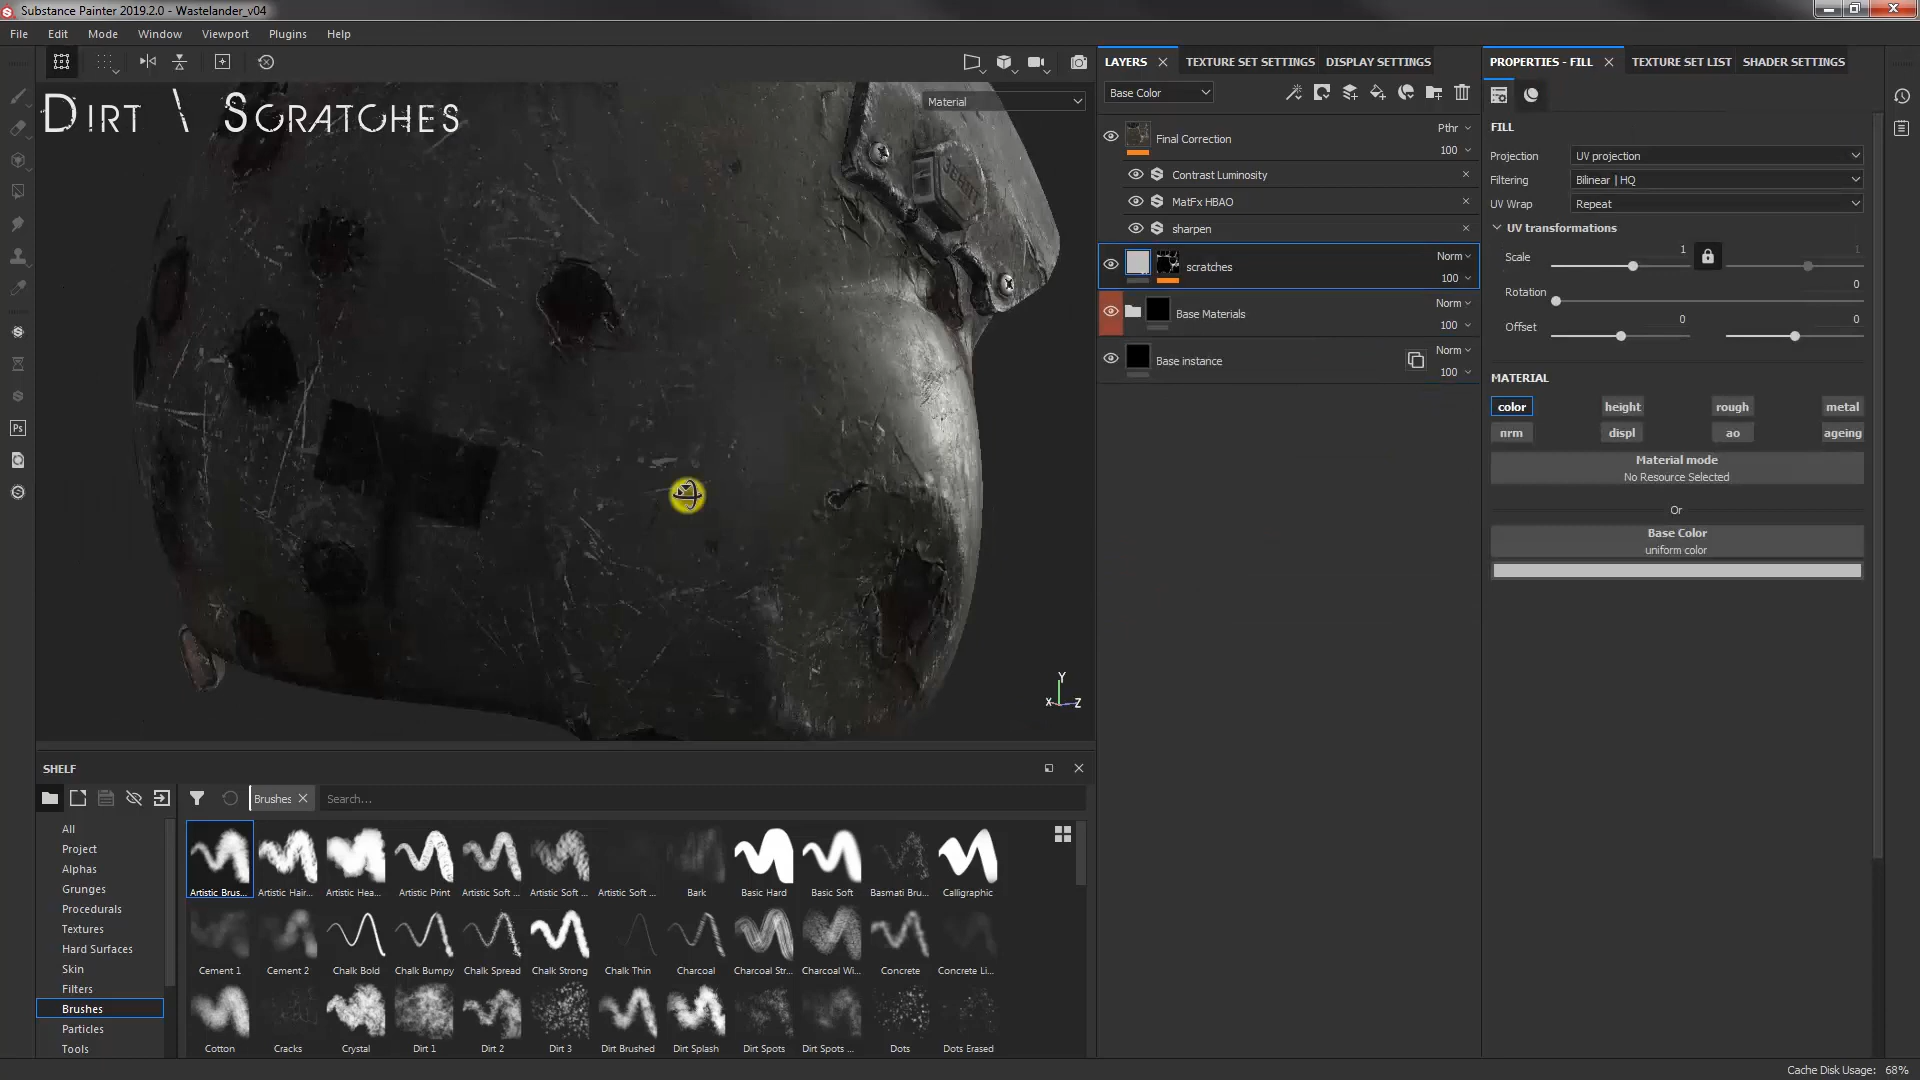 Substance Painter 2019.2.0 - Wastelander_v04
File Edit Mode Window Viewport Plugins Help
Dirt \ Scratches
Material
LAYERS
TEXTURE SET SETTINGS
DISPLAY SETTINGS
Base Color
Final Correction
Pthr
100
Contrast Luminosity
MatFx HBAO
sharpen
scratches
Norm
100
Base Materials
Norm
100
Base instance
Norm
100
PROPERTIES - FILL
TEXTURE SET LIST
SHADER SETTINGS
FILL
Projection UV projection
Filtering Bilinear | HQ
UV Wrap Repeat
UV transformations
Scale 1 1
Rotation 0
Offset 0 0
MATERIAL
color height rough metal
nrm displ ao ageing
Material mode
No Resource Selected
Or
Base Color
uniform color
Y
X Z
Ps
SHELF
Brushes
Search...
All
Project
Alphas
Grunges
Procedurals
Textures
Hard Surfaces
Skin
Filters
Brushes
Particles
Tools
Artistic Brus... Artistic Hair... Artistic Hea... Artistic Print Artistic Soft ... Artistic Soft ... Artistic Soft ... Bark Basic Hard Basic Soft Basmati Bru... Calligraphic
Cement 1 Cement 2 Chalk Bold Chalk Bumpy Chalk Spread Chalk Strong Chalk Thin Charcoal Charcoal Str... Charcoal Wi... Concrete Concrete Li...
Cotton Cracks Crystal Dirt 1 Dirt 2 Dirt 3 Dirt Brushed Dirt Splash Dirt Spots Dirt Spots ... Dots Dots Erased
Cache Disk Usage: 68%